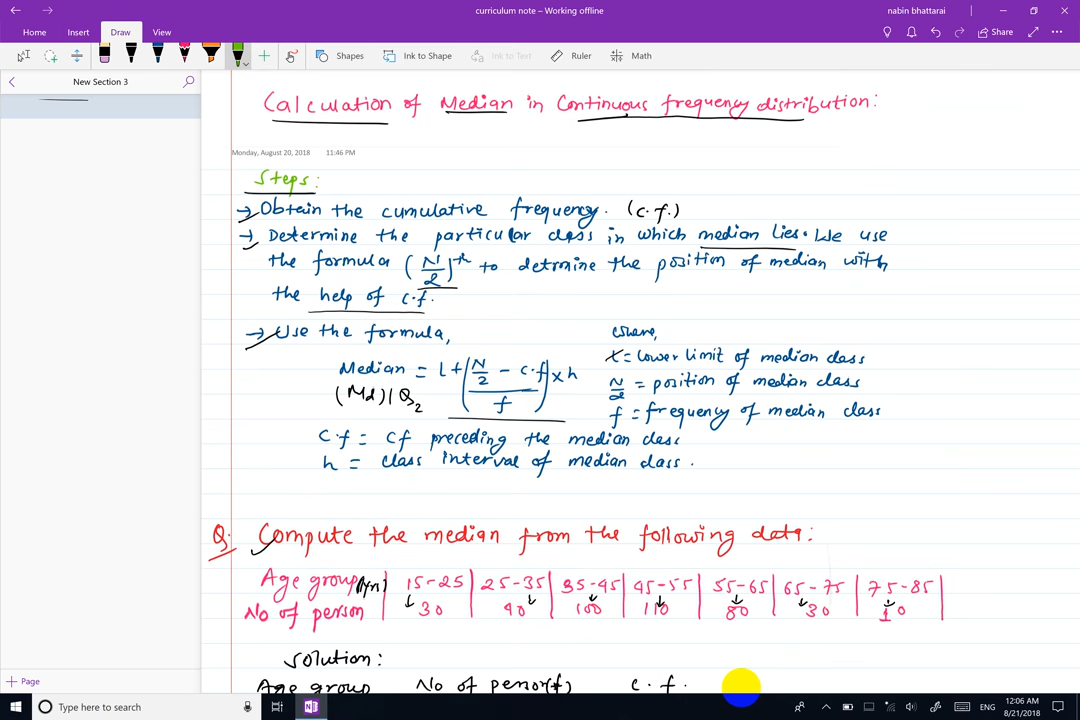 curriculum note – Working offline
nabin bhattarai
Home Insert Draw View
Share
Shapes Ink to Shape Ink to Text Ruler Math
New Section 3
Calculation of Median in Continuous frequency distribution:
Monday, August 20, 2018 11:46 PM
Steps:
→ Obtain the cumulative frequency. (c.f.)
→ Determine the particular class in which median lies. We use
the formula (N/2)th to detrmine the position of median with
the help of c.f.
→ Use the formula, where,
Median = l + (N/2 - c.f / f) × h
(Md) / Q2
l = lower limit of median class
N/2 = position of median class
f = frequency of median class
c.f = cf preceding the median class
h = class interval of median class.
Q. Compute the median from the following data:
Age group (yrs) | 15-25 | 25-35 | 35-45 | 45-55 | 55-65 | 65-75 | 75-85 |
No of person | 30 | 40 | 100 | 110 | 80 | 30 | 10 |
Solution:
Age group No of person (f) c.f.
+ Page
Type here to search
ENG
12:06 AM
8/21/2018